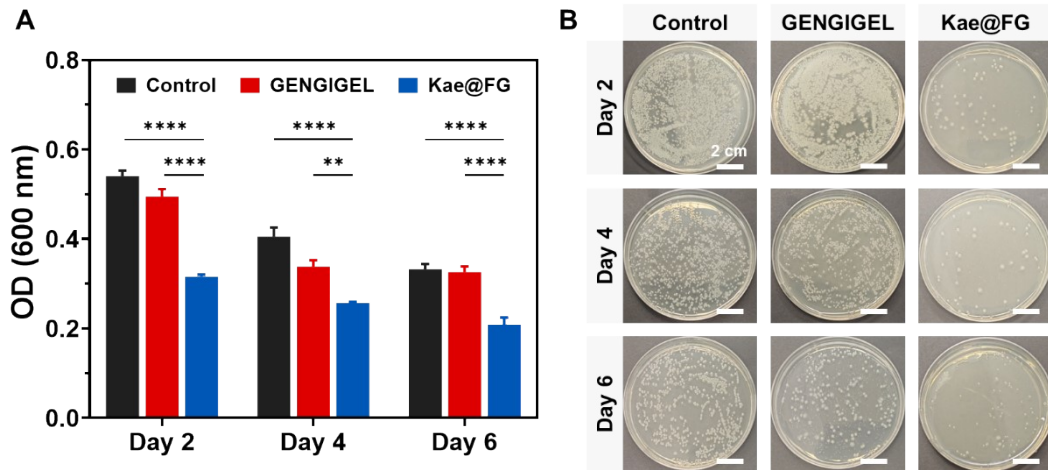 A
OD (600 nm)
0.8
0.6
0.4
0.2
0.0
Control GENGIGEL Kae@FG
**** **** ****
**** ** ****
Day 2 Day 4 Day 6
B
Control GENGIGEL Kae@FG
Day 2
2 cm
Day 4
Day 6